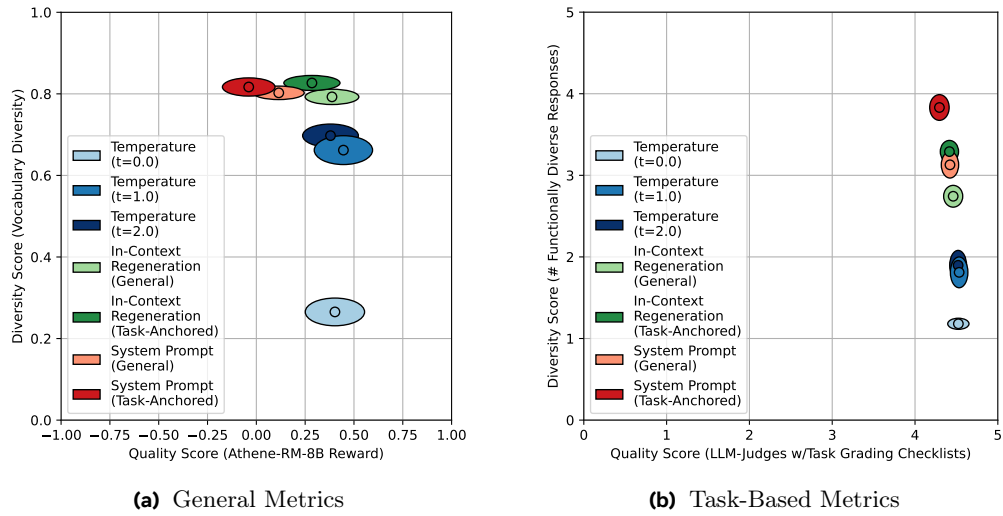 1.0
0.8
0.6
0.4
0.2
0.0
Diversity Score (Vocabulary Diversity)
Temperature
(t=0.0)
Temperature
(t=1.0)
Temperature
(t=2.0)
In-Context
Regeneration
(General)
In-Context
Regeneration
(Task-Anchored)
System Prompt
(General)
System Prompt
(Task-Anchored)
−1.00 −0.75 −0.50 −0.25 0.00 0.25 0.50 0.75 1.00
Quality Score (Athene-RM-8B Reward)
(a) General Metrics
5
4
3
2
1
0
Diversity Score (# Functionally Diverse Responses)
Temperature
(t=0.0)
Temperature
(t=1.0)
Temperature
(t=2.0)
In-Context
Regeneration
(General)
In-Context
Regeneration
(Task-Anchored)
System Prompt
(General)
System Prompt
(Task-Anchored)
0 1 2 3 4 5
Quality Score (LLM-Judges w/Task Grading Checklists)
(b) Task-Based Metrics